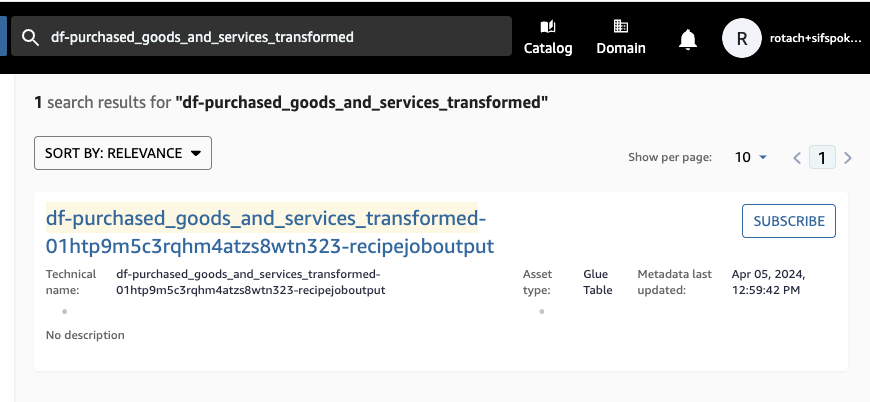 df-purchased_goods_and_services_transformed
Catalog
Domain
R
rotach+sifspok...
1 search results for "df-purchased_goods_and_services_transformed"
SORT BY: RELEVANCE
Show per page: 10
1
df-purchased_goods_and_services_transformed-
01htp9m5c3rqhm4atzs8wtn323-recipejoboutput
SUBSCRIBE
Technical name: df-purchased_goods_and_services_transformed-
01htp9m5c3rqhm4atzs8wtn323-recipejoboutput
Asset type: Glue Table
Metadata last updated: Apr 05, 2024, 12:59:42 PM
No description